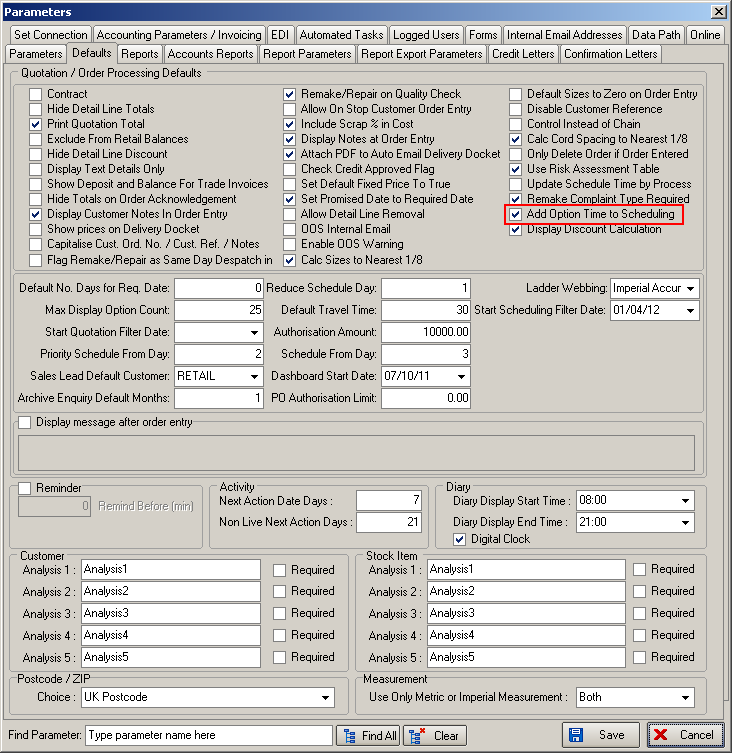 Parameters
Set Connection Accounting Parameters / Invoicing EDI Automated Tasks Logged Users Forms Internal Email Addresses Data Path Online
Parameters Defaults Reports Accounts Reports Report Parameters Report Export Parameters Credit Letters Confirmation Letters
Quotation / Order Processing Defaults
Contract
Hide Detail Line Totals
Print Quotation Total
Exclude From Retail Balances
Hide Detail Line Discount
Display Text Details Only
Show Deposit and Balance For Trade Invoices
Hide Totals on Order Acknowledgement
Display Customer Notes In Order Entry
Show prices on Delivery Docket
Capitalise Cust. Ord. No. / Cust. Ref. / Notes
Flag Remake/Repair as Same Day Despatch in
Remake/Repair on Quality Check
Allow On Stop Customer Order Entry
Include Scrap % in Cost
Display Notes at Order Entry
Attach PDF to Auto Email Delivery Docket
Check Credit Approved Flag
Set Default Fixed Price To True
Set Promised Date to Required Date
Allow Detail Line Removal
OOS Internal Email
Enable OOS Warning
Calc Sizes to Nearest 1/8
Default Sizes to Zero on Order Entry
Disable Customer Reference
Control Instead of Chain
Calc Cord Spacing to Nearest 1/8
Only Delete Order if Order Entered
Use Risk Assessment Table
Update Schedule Time by Process
Remake Complaint Type Required
Add Option Time to Scheduling
Display Discount Calculation
Default No. Days for Req. Date: 0 Reduce Schedule Day: 1 Ladder Webbing: Imperial Accur
Max Display Option Count: 25 Default Travel Time: 30 Start Scheduling Filter Date: 01/04/12
Start Quotation Filter Date: Authorisation Amount: 10000.00
Priority Schedule From Day: 2 Schedule From Day: 3
Sales Lead Default Customer: RETAIL Dashboard Start Date: 07/10/11
Archive Enquiry Default Months: 1 PO Authorisation Limit: 0.00
Display message after order entry
Reminder
0 Remind Before (min)
Activity
Next Action Date Days : 7
Non Live Next Action Days : 21
Diary
Diary Display Start Time : 08:00
Diary Display End Time : 21:00
Digital Clock
Customer
Analysis 1 : Analysis1 Required
Analysis 2 : Analysis2 Required
Analysis 3 : Analysis3 Required
Analysis 4 : Analysis4 Required
Analysis 5 : Analysis5 Required
Stock Item
Analysis 1 : Analysis1 Required
Analysis 2 : Analysis2 Required
Analysis 3 : Analysis3 Required
Analysis 4 : Analysis4 Required
Analysis 5 : Analysis5 Required
Postcode / ZIP
Choice : UK Postcode
Measurement
Use Only Metric or Imperial Measurement : Both
Find Parameter: Type parameter name here Find All Clear Save Cancel